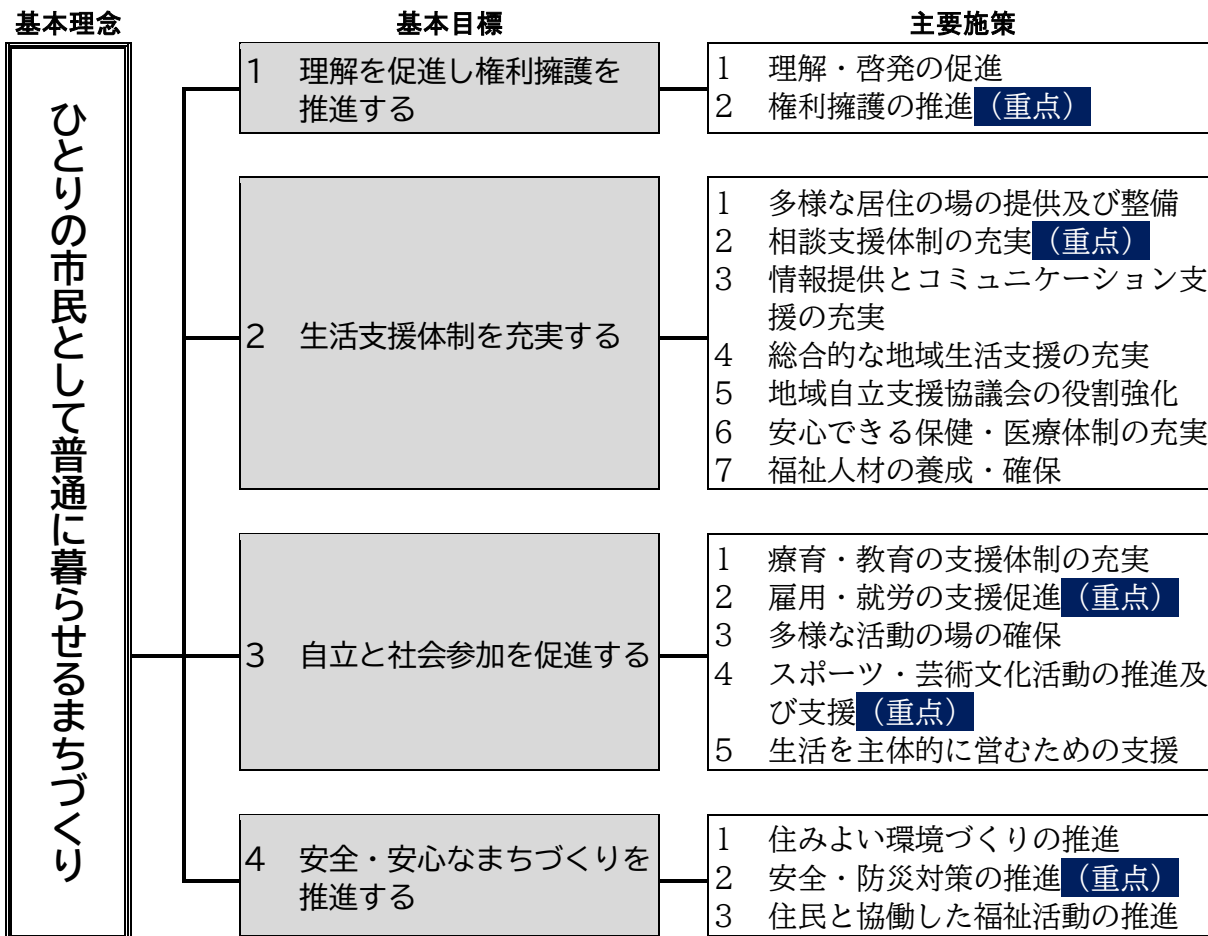 基本理念
基本目標
主要施策
ひとりの市民として普通に暮らせるまちづくり
1 理解を促進し権利擁護を
推進する
1 理解・啓発の促進
2 権利擁護の推進（重点）
2 生活支援体制を充実する
1 多様な居住の場の提供及び整備
2 相談支援体制の充実（重点）
3 情報提供とコミュニケーション支
援の充実
4 総合的な地域生活支援の充実
5 地域自立支援協議会の役割強化
6 安心できる保健・医療体制の充実
7 福祉人材の養成・確保
3 自立と社会参加を促進する
1 療育・教育の支援体制の充実
2 雇用・就労の支援促進（重点）
3 多様な活動の場の確保
4 スポーツ・芸術文化活動の推進及
び支援（重点）
5 生活を主体的に営むための支援
4 安全・安心なまちづくりを
推進する
1 住みよい環境づくりの推進
2 安全・防災対策の推進（重点）
3 住民と協働した福祉活動の推進